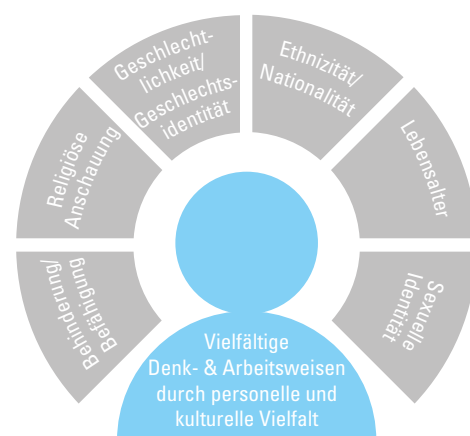 Behinderung/
Befähigung
Religiöse
Anschauung
Geschlecht-
lichkeit/
Geschlechts-
identität
Ethnizität/
Nationalität
Lebensalter
Sexuelle
Identität
Vielfältige
Denk- & Arbeitsweisen
durch personelle und
kulturelle Vielfalt